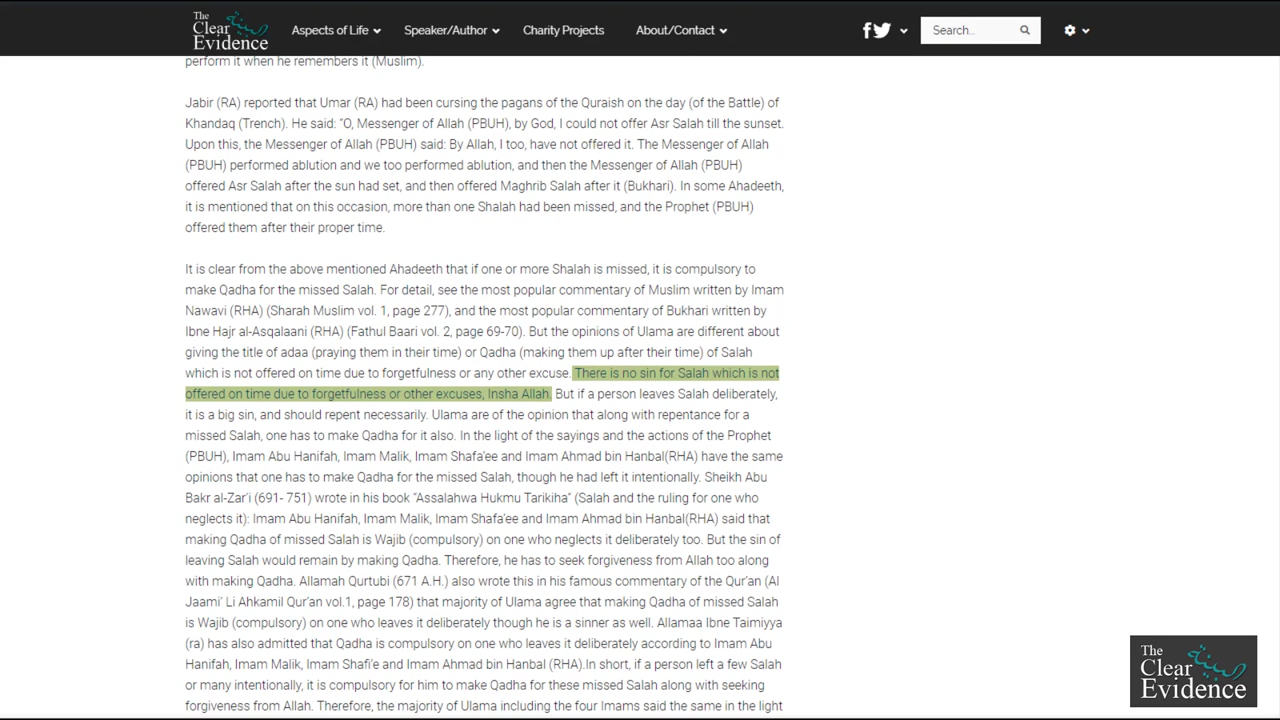 The
Clear
Evidence
Aspects of Life
Speaker/Author
Charity Projects
About/Contact
Search...
perform it when he remembers it (Muslim).
Jabir (RA) reported that Umar (RA) had been cursing the pagans of the Quraish on the day (of the Battle) of
Khandaq (Trench). He said: “O, Messenger of Allah (PBUH), by God, I could not offer Asr Salah till the sunset.
Upon this, the Messenger of Allah (PBUH) said: By Allah, I too, have not offered it. The Messenger of Allah
(PBUH) performed ablution and we too performed ablution, and then the Messenger of Allah (PBUH)
offered Asr Salah after the sun had set, and then offered Maghrib Salah after it (Bukhari). In some Ahadeeth,
it is mentioned that on this occasion, more than one Shalah had been missed, and the Prophet (PBUH)
offered them after their proper time.
It is clear from the above mentioned Ahadeeth that if one or more Shalah is missed, it is compulsory to
make Qadha for the missed Salah. For detail, see the most popular commentary of Muslim written by Imam
Nawavi (RHA) (Sharah Muslim vol. 1, page 277), and the most popular commentary of Bukhari written by
Ibne Hajr al-Asqalaani (RHA) (Fathul Baari vol. 2, page 69-70). But the opinions of Ulama are different about
giving the title of adaa (praying them in their time) or Qadha (making them up after their time) of Salah
which is not offered on time due to forgetfulness or any other excuse. There is no sin for Salah which is not
offered on time due to forgetfulness or other excuses, Insha Allah. But if a person leaves Salah deliberately,
it is a big sin, and should repent necessarily. Ulama are of the opinion that along with repentance for a
missed Salah, one has to make Qadha for it also. In the light of the sayings and the actions of the Prophet
(PBUH), Imam Abu Hanifah, Imam Malik, Imam Shafa’ee and Imam Ahmad bin Hanbal(RHA) have the same
opinions that one has to make Qadha for the missed Salah, though he had left it intentionally. Sheikh Abu
Bakr al-Zar’i (691- 751) wrote in his book “Assalahwa Hukmu Tarikiha” (Salah and the ruling for one who
neglects it): Imam Abu Hanifah, Imam Malik, Imam Shafa’ee and Imam Ahmad bin Hanbal(RHA) said that
making Qadha of missed Salah is Wajib (compulsory) on one who neglects it deliberately too. But the sin of
leaving Salah would remain by making Qadha. Therefore, he has to seek forgiveness from Allah too along
with making Qadha. Allamah Qurtubi (671 A.H.) also wrote this in his famous commentary of the Qur’an (Al
Jaami’ Li Ahkamil Qur’an vol.1, page 178) that majority of Ulama agree that making Qadha of missed Salah
is Wajib (compulsory) on one who leaves it deliberately though he is a sinner as well. Allamaa Ibne Taimiyya
(ra) has also admitted that Qadha is compulsory on one who leaves it deliberately according to Imam Abu
Hanifah, Imam Malik, Imam Shafi’e and Imam Ahmad bin Hanbal (RHA).In short, if a person left a few Salah
or many intentionally, it is compulsory for him to make Qadha for these missed Salah along with seeking
forgiveness from Allah. Therefore, the majority of Ulama including the four Imams said the same in the light
The
Clear
Evidence